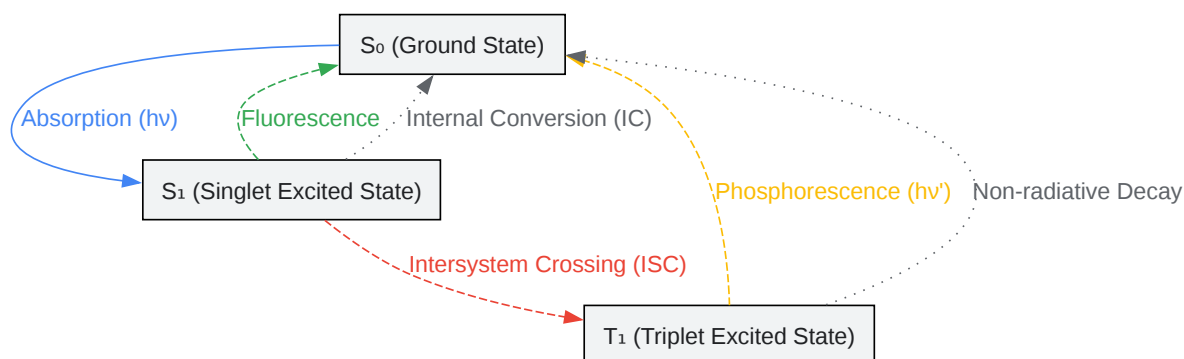 S₀ (Ground State)
Absorption (hν)
Fluorescence
Internal Conversion (IC)
S₁ (Singlet Excited State)
Phosphorescence (hν')
Non-radiative Decay
Intersystem Crossing (ISC)
T₁ (Triplet Excited State)